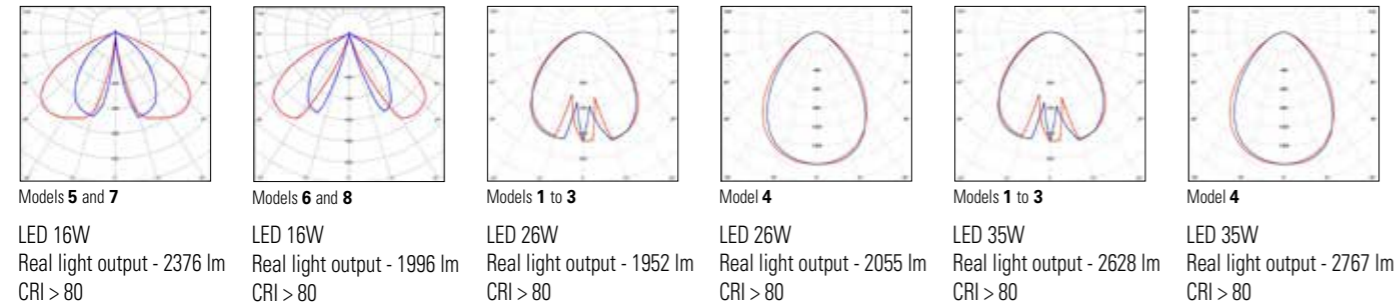 Models 5 and 7
LED 16W
Real light output - 2376 lm
CRI > 80
Models 6 and 8
LED 16W
Real light output - 1996 lm
CRI > 80
Models 1 to 3
LED 26W
Real light output - 1952 lm
CRI > 80
Model 4
LED 26W
Real light output - 2055 lm
CRI > 80
Models 1 to 3
LED 35W
Real light output - 2628 lm
CRI > 80
Model 4
LED 35W
Real light output - 2767 lm
CRI > 80